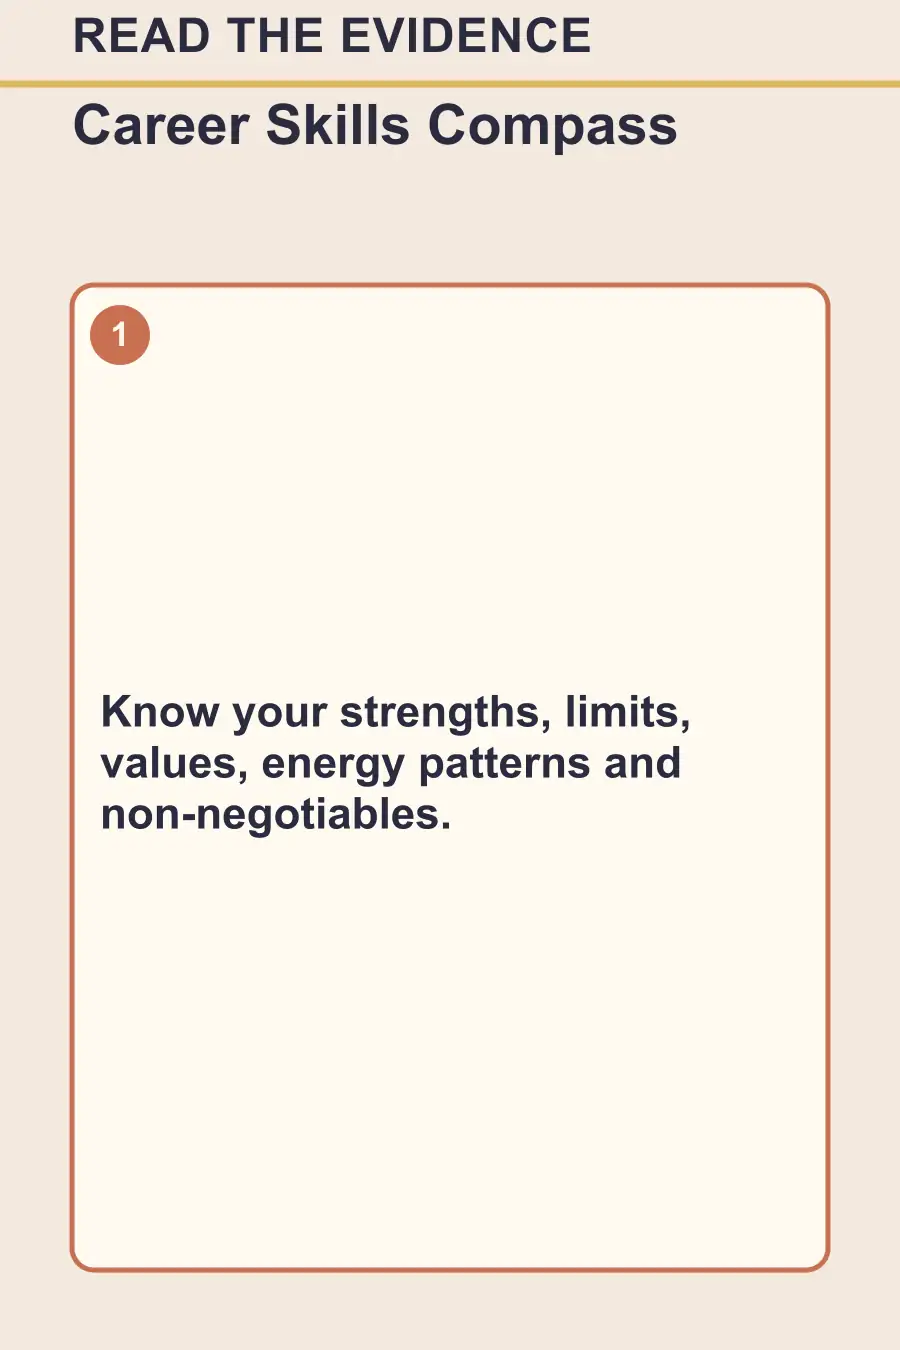 READ THE EVIDENCE
Career Skills Compass
1
Know your strengths, limits,
values, energy patterns and
non-negotiables.